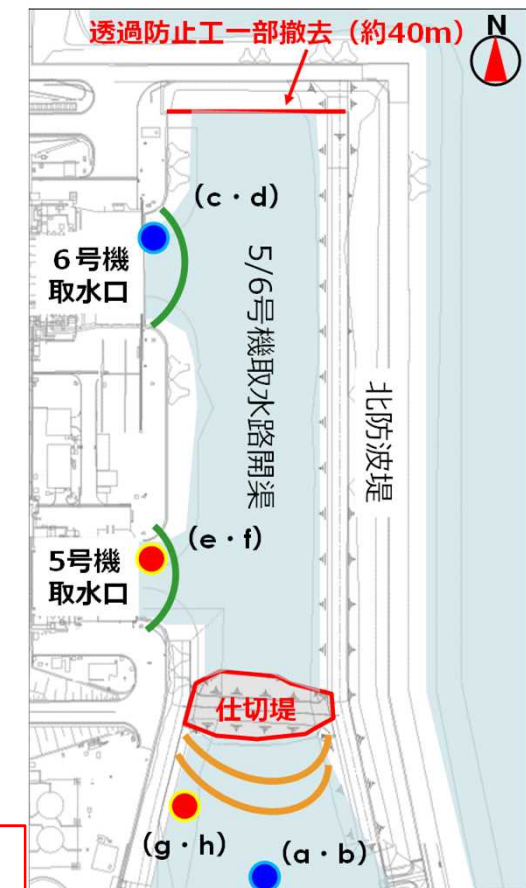 透過防止工一部撤去（約40m）
N
（c・d）
6号機
取水口
5/6号機取水路開渠
北防波堤
（e・f）
5号機
取水口
仕切堤
（g・h）
（a・b）